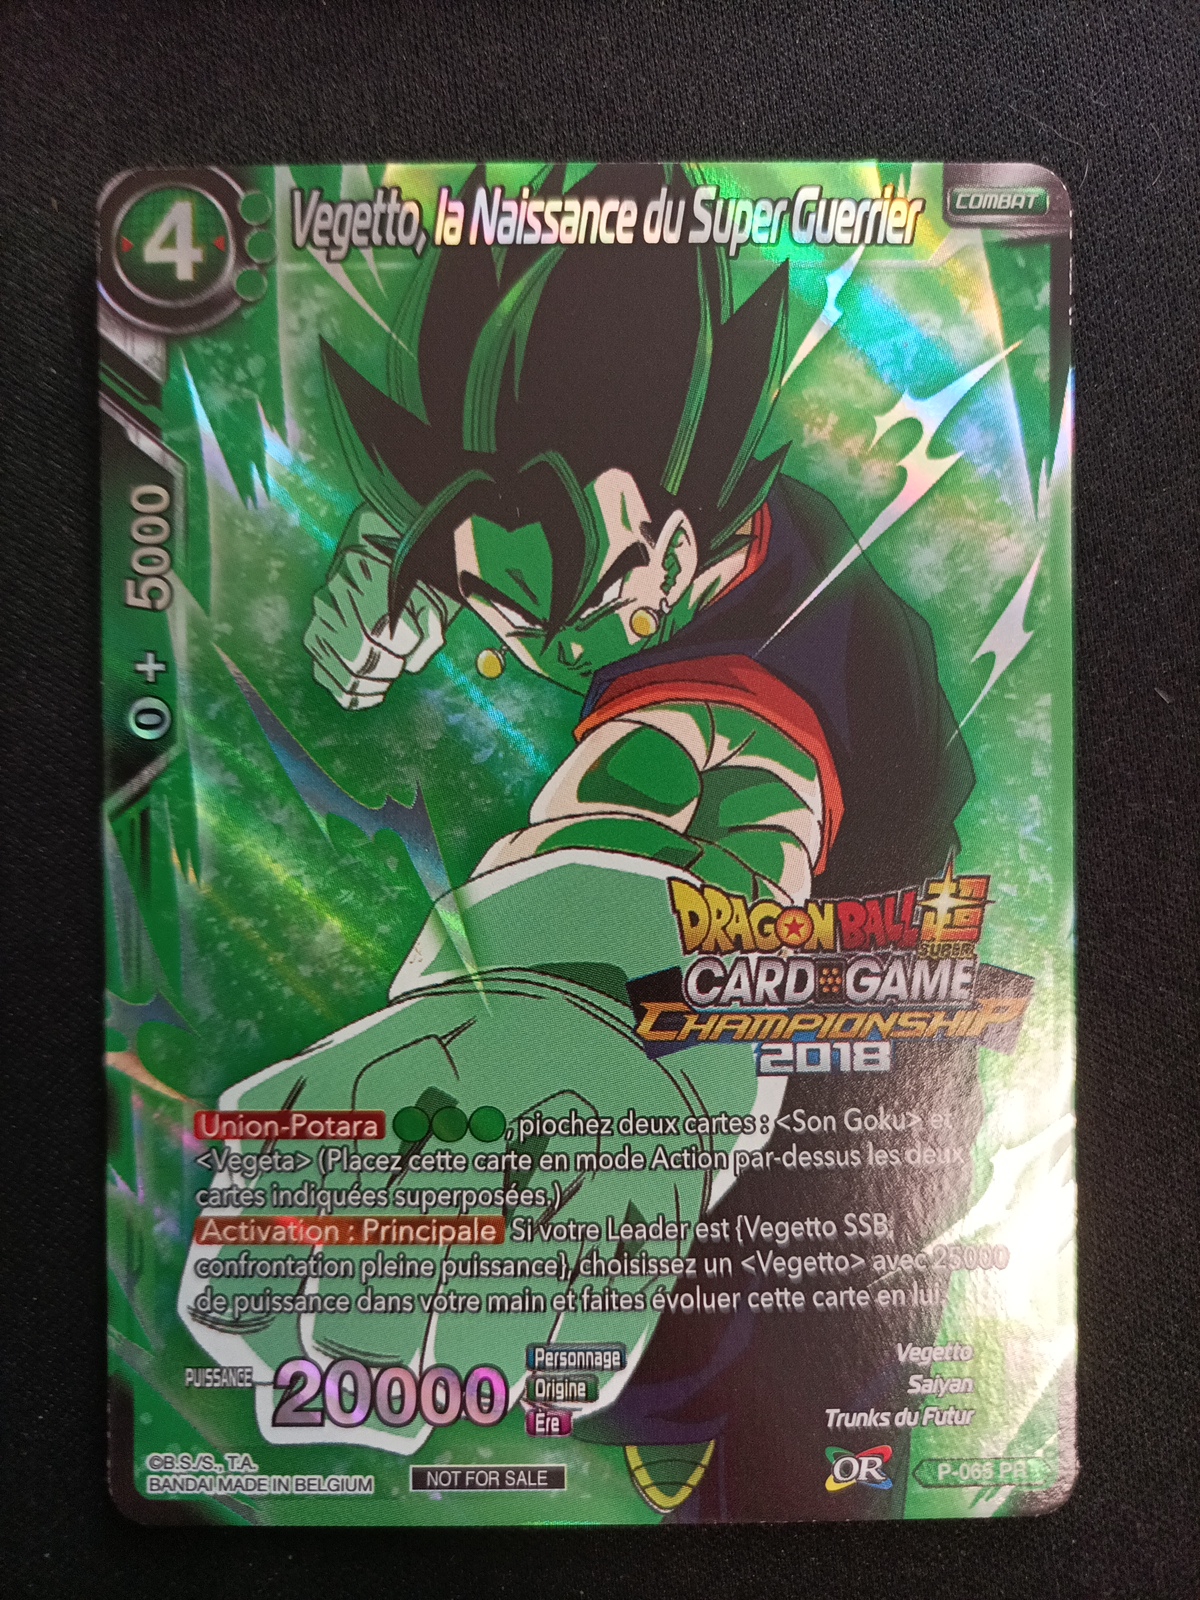 4
Vegetto, la Naissance du Super Guerrier
COMBAT
0 + 5000
DRAGON BALL 超
SUPER
CARD GAME
CHAMPIONSHIP
2018
Union-Potara , piochez deux cartes : <Son Goku> et
<Vegeta> (Placez cette carte en mode Action par-dessus les deux
cartes indiquées superposées.)
Activation : Principale Si votre Leader est {Vegetto SSB,
confrontation pleine puissance}, choisissez un <Vegetto> avec 25000
de puissance dans votre main et faites évoluer cette carte en lui.
PUISSANCE 20000
Personnage Vegetto
Origine Saiyan
Ère Trunks du Futur
©B.S./S., T.A.
BANDAI MADE IN BELGIUM
NOT FOR SALE
OR
PR